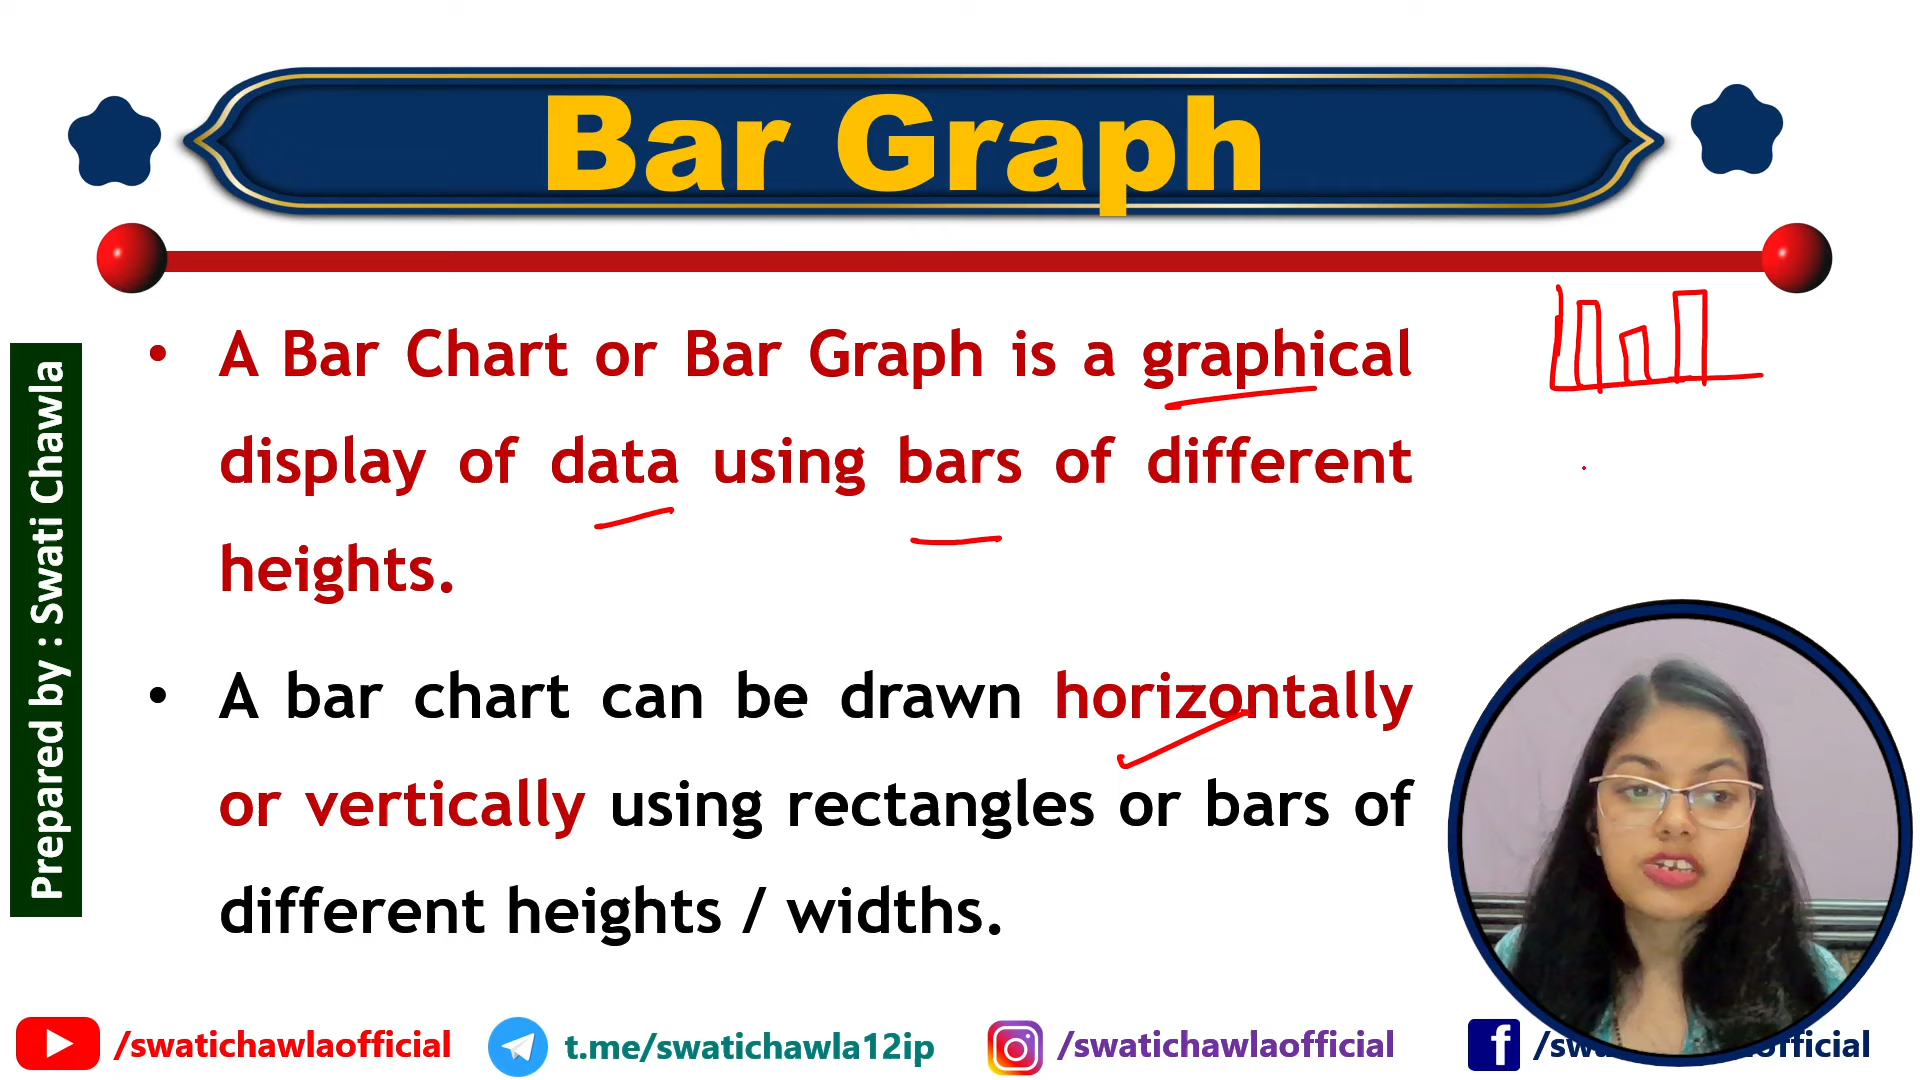 Bar Graph
• A Bar Chart or Bar Graph is a graphical
display of data using bars of different
heights.
• A bar chart can be drawn horizontally
or vertically using rectangles or bars of
different heights / widths.
Prepared by : Swati Chawla
/swatichawlaofficial
t.me/swatichawla12ip
/swatichawlaofficial